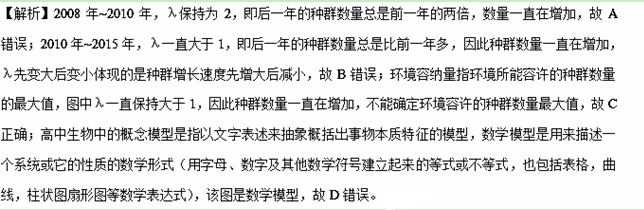 【解析】2008 年~2010 年，λ保持为 2，即后一年的种群数量总是前一年的两倍，数量一直在增加，故 A
错误；2010 年~2015 年，λ一直大于 1，即后一年的种群数量总是比前一年多，因此种群数量一直在增加，
λ先变大后变小体现的是种群增长速度先增大后减小，故 B 错误；环境容纳量指环境所能容许的种群数量
的最大值，图中λ一直保持大于 1，因此种群数量一直在增加，不能确定环境容许的种群数量最大值，故 C
正确；高中生物中的概念模型是指以文字表述来抽象概括出事物本质特征的模型，数学模型是用来描述一
个系统或它的性质的数学形式（用字母、数字及其他数学符号建立起来的等式或不等式，也包括表格，曲
线，柱状图扇形图等数学表达式），该图是数学模型，故 D 错误。